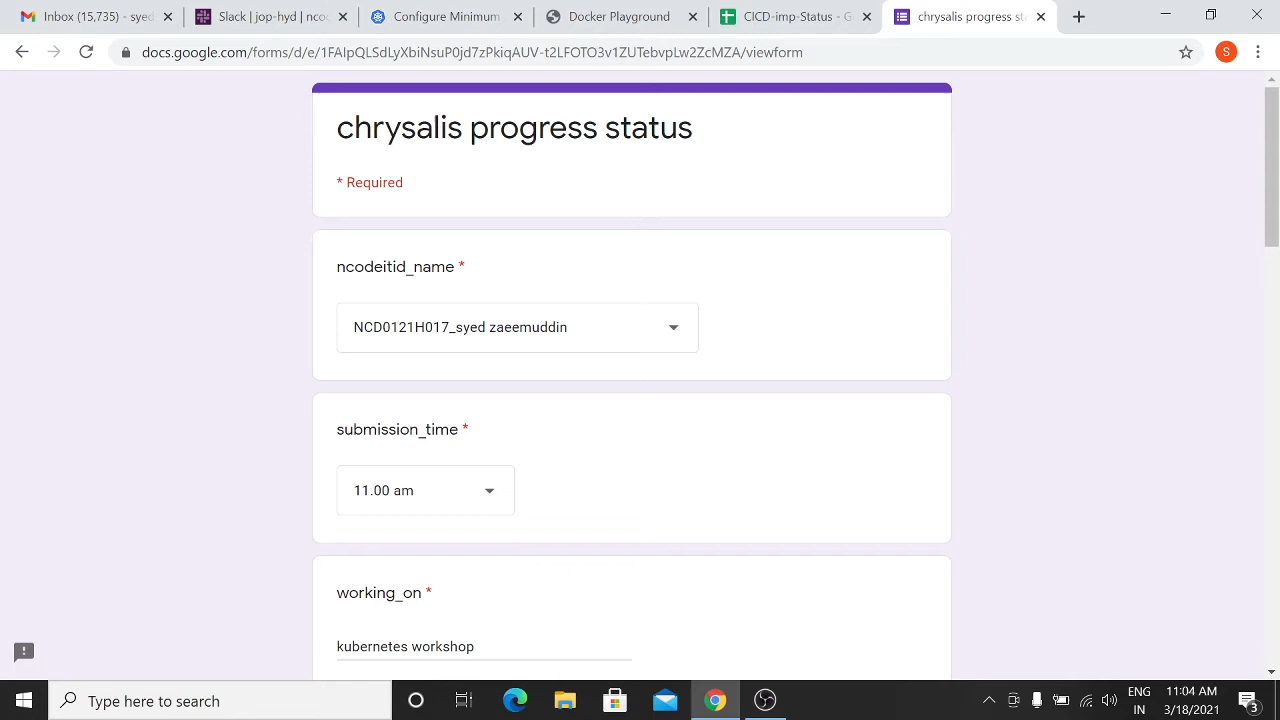 Inbox (15,735) - syed
Slack | jop-hyd | nco
Configure Minimum
Docker Playground
CICD-imp-Status - G
chrysalis progress st
docs.google.com/forms/d/e/1FAIpQLSdLyXbiNsuP0jd7zPkiqAUV-t2LFOTO3v1ZUTebvpLw2ZcMZA/viewform
S
chrysalis progress status
* Required
ncodeitid_name *
NCD0121H017_syed zaeemuddin
submission_time *
11.00 am
working_on *
kubernetes workshop
Type here to search
ENG
IN
11:04 AM
3/18/2021
3